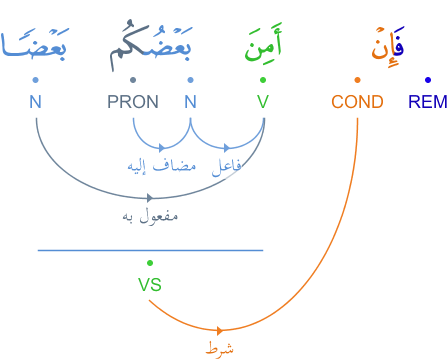 فَإِنْ أَمِنَ بَعْضُكُم بَعْضًا
REM COND V N PRON N
فاعل مضاف إليه
مفعول به
VS
شرط